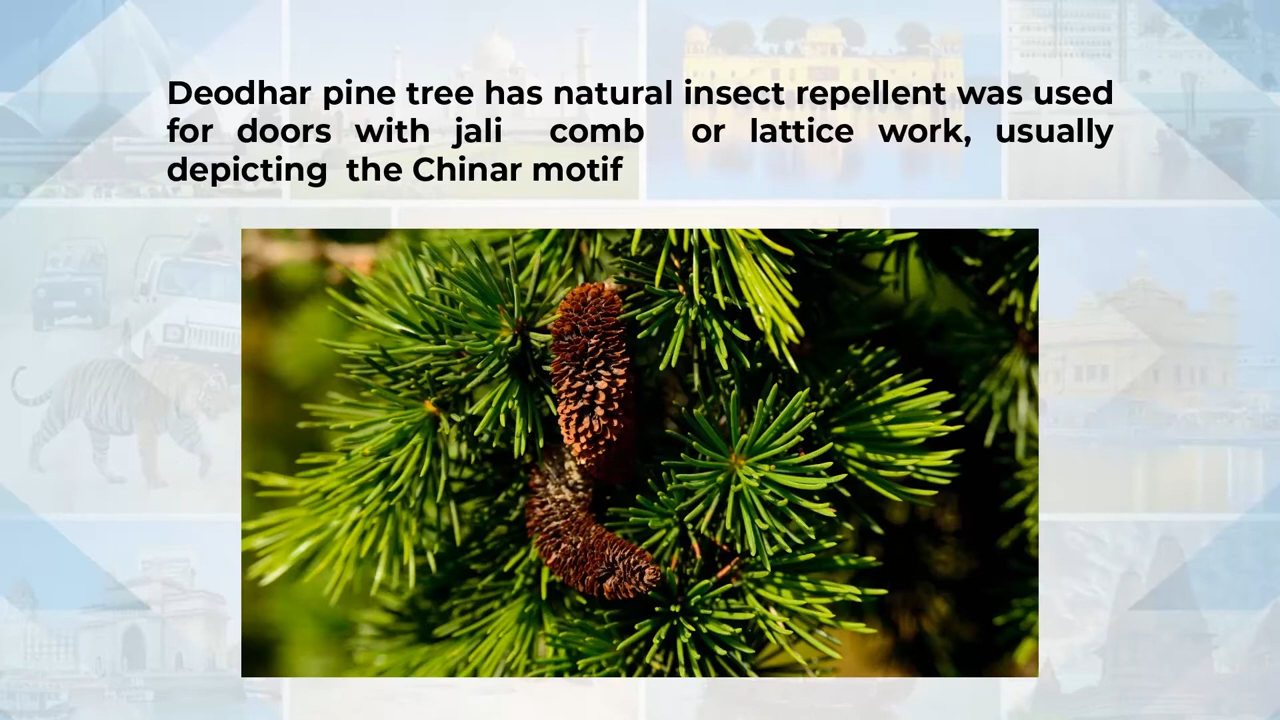 Deodhar pine tree has natural insect repellent was used
for doors with jali comb or lattice work, usually
depicting the Chinar motif